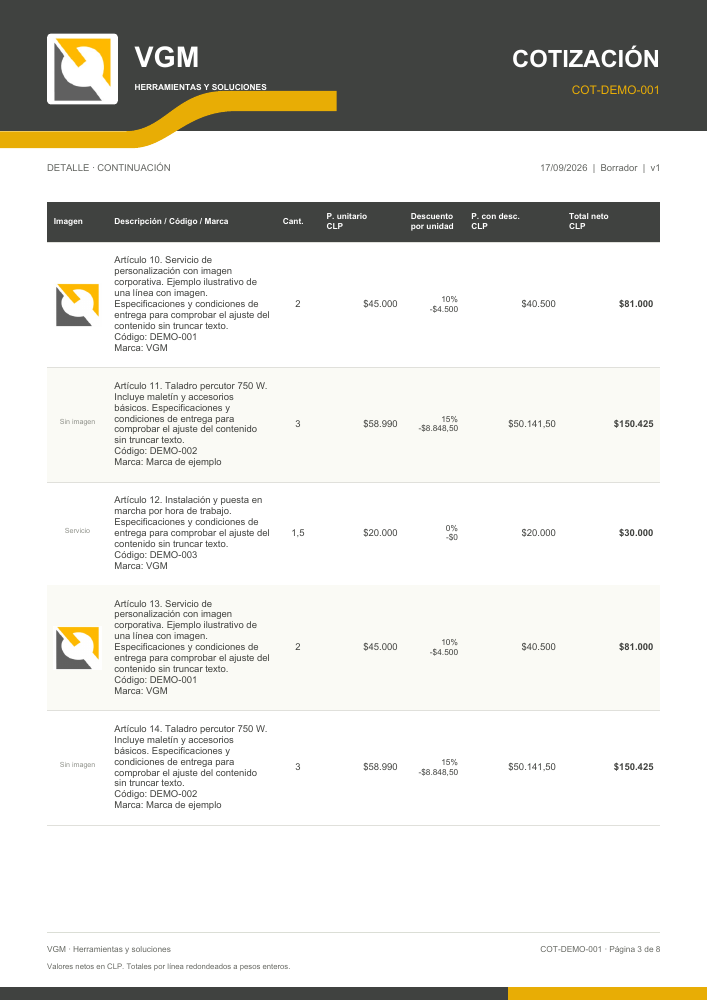 VGM
HERRAMIENTAS Y SOLUCIONES
COTIZACIÓN
COT-DEMO-001
DETALLE · CONTINUACIÓN
17/09/2026 | Borrador | v1
Imagen
Descripción / Código / Marca
Cant.
P. unitario
CLP
Descuento
por unidad
P. con desc.
CLP
Total neto
CLP
Artículo 10. Servicio de
personalización con imagen
corporativa. Ejemplo ilustrativo de
una línea con imagen.
Especificaciones y condiciones de
entrega para comprobar el ajuste del
contenido sin truncar texto.
Código: DEMO-001
Marca: VGM
2
$45.000
10%
-$4.500
$40.500
$81.000
Sin imagen
Artículo 11. Taladro percutor 750 W.
Incluye maletín y accesorios
básicos. Especificaciones y
condiciones de entrega para
comprobar el ajuste del contenido
sin truncar texto.
Código: DEMO-002
Marca: Marca de ejemplo
3
$58.990
15%
-$8.848,50
$50.141,50
$150.425
Servicio
Artículo 12. Instalación y puesta en
marcha por hora de trabajo.
Especificaciones y condiciones de
entrega para comprobar el ajuste del
contenido sin truncar texto.
Código: DEMO-003
Marca: VGM
1,5
$20.000
0%
-$0
$20.000
$30.000
Artículo 13. Servicio de
personalización con imagen
corporativa. Ejemplo ilustrativo de
una línea con imagen.
Especificaciones y condiciones de
entrega para comprobar el ajuste del
contenido sin truncar texto.
Código: DEMO-001
Marca: VGM
2
$45.000
10%
-$4.500
$40.500
$81.000
Sin imagen
Artículo 14. Taladro percutor 750 W.
Incluye maletín y accesorios
básicos. Especificaciones y
condiciones de entrega para
comprobar el ajuste del contenido
sin truncar texto.
Código: DEMO-002
Marca: Marca de ejemplo
3
$58.990
15%
-$8.848,50
$50.141,50
$150.425
VGM · Herramientas y soluciones
COT-DEMO-001 · Página 3 de 8
Valores netos en CLP. Totales por línea redondeados a pesos enteros.